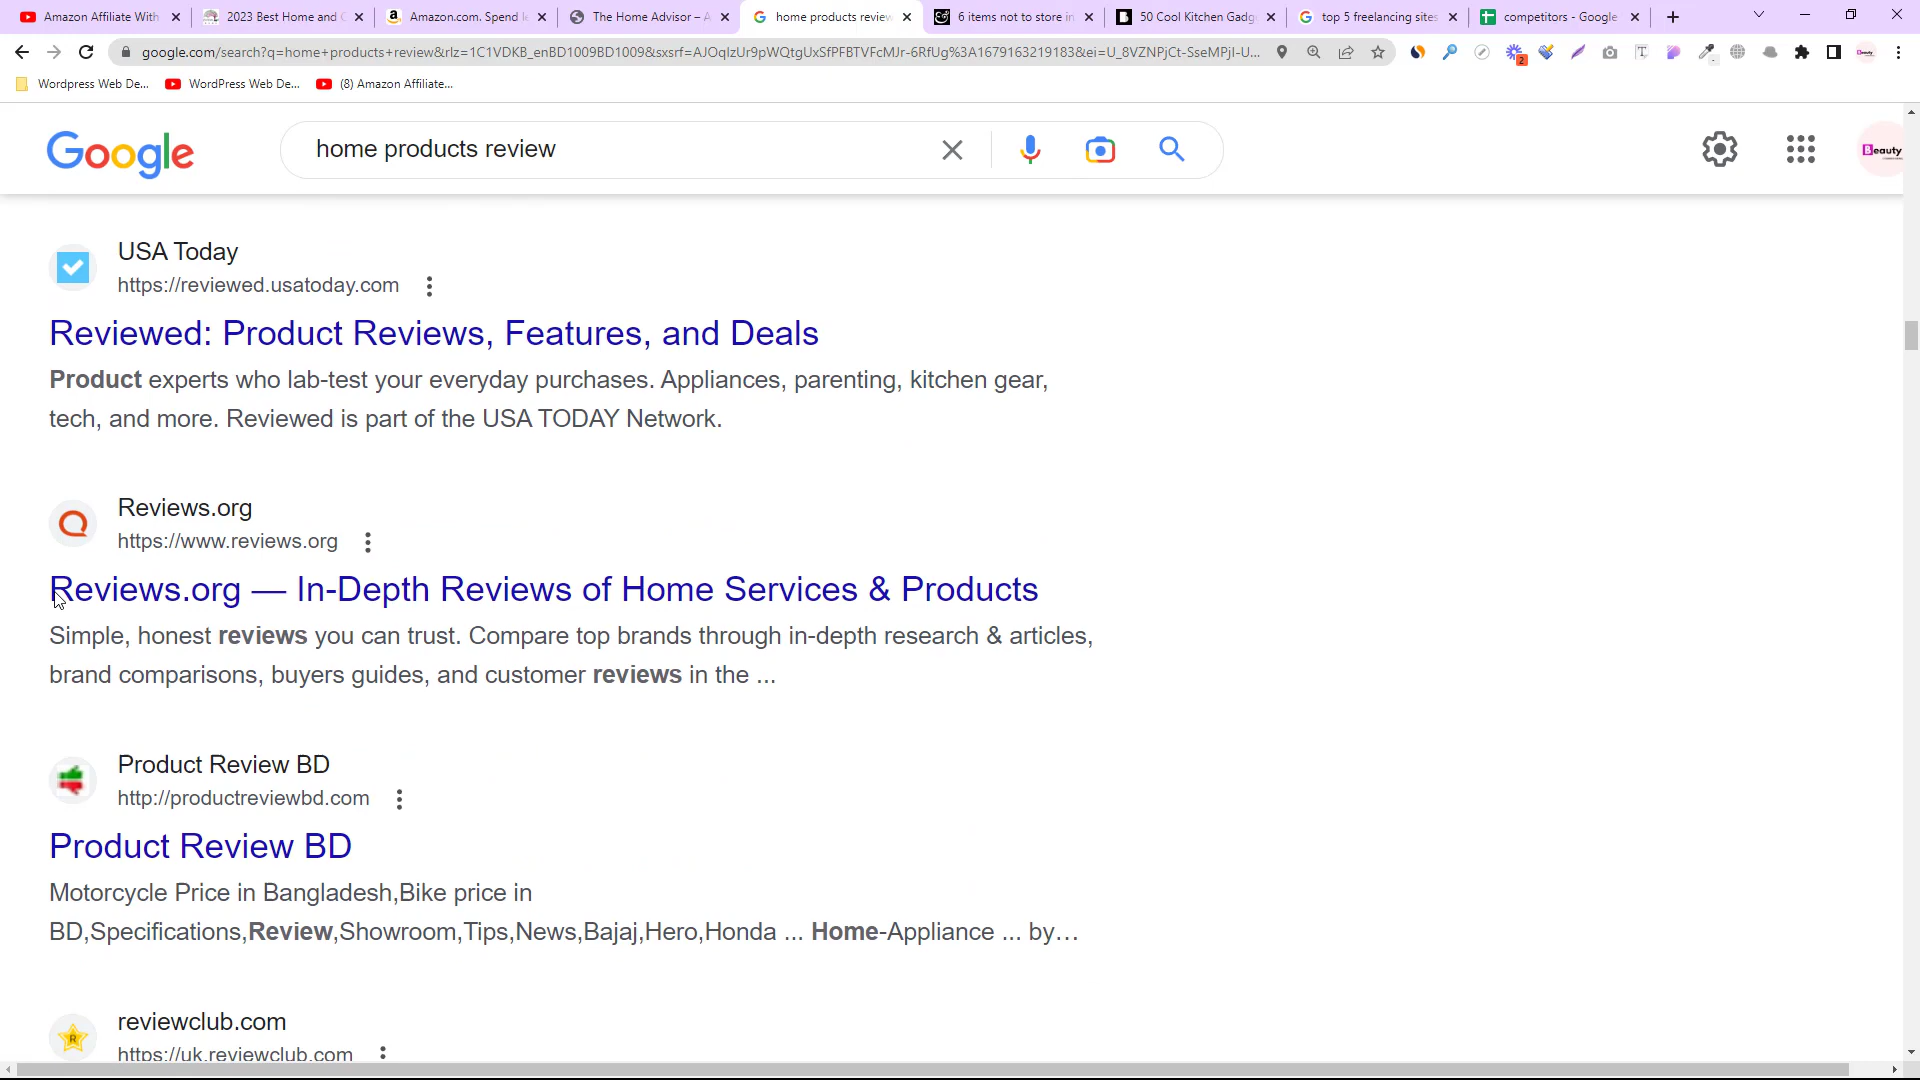 Amazon Affiliate With
2023 Best Home and
Amazon.com. Spend
The Home Advisor – A
home products review
6 items not to store in
50 Cool Kitchen Gadg
top 5 freelancing sites
competitors - Google
google.com/search?q=home+products+review&rlz=1C1VDKB_enBD1009BD1009&sxsrf=AJOqlzUr9pWQtgUxSfPFBTVFcMJr-6RfUg%3A1679163219183&ei=U_8VZNPjCt-SseMPjI-U...
2
Wordpress Web De...
WordPress Web De...
(8) Amazon Affiliate...
Google
home products review
Beauty
USA Today
https://reviewed.usatoday.com
Reviewed: Product Reviews, Features, and Deals
Product experts who lab-test your everyday purchases. Appliances, parenting, kitchen gear,
tech, and more. Reviewed is part of the USA TODAY Network.
Reviews.org
https://www.reviews.org
Reviews.org — In-Depth Reviews of Home Services & Products
Simple, honest reviews you can trust. Compare top brands through in-depth research & articles,
brand comparisons, buyers guides, and customer reviews in the ...
Product Review BD
http://productreviewbd.com
Product Review BD
Motorcycle Price in Bangladesh,Bike price in
BD,Specifications,Review,Showroom,Tips,News,Bajaj,Hero,Honda ... Home-Appliance ... by...
reviewclub.com
https://uk.reviewclub.com